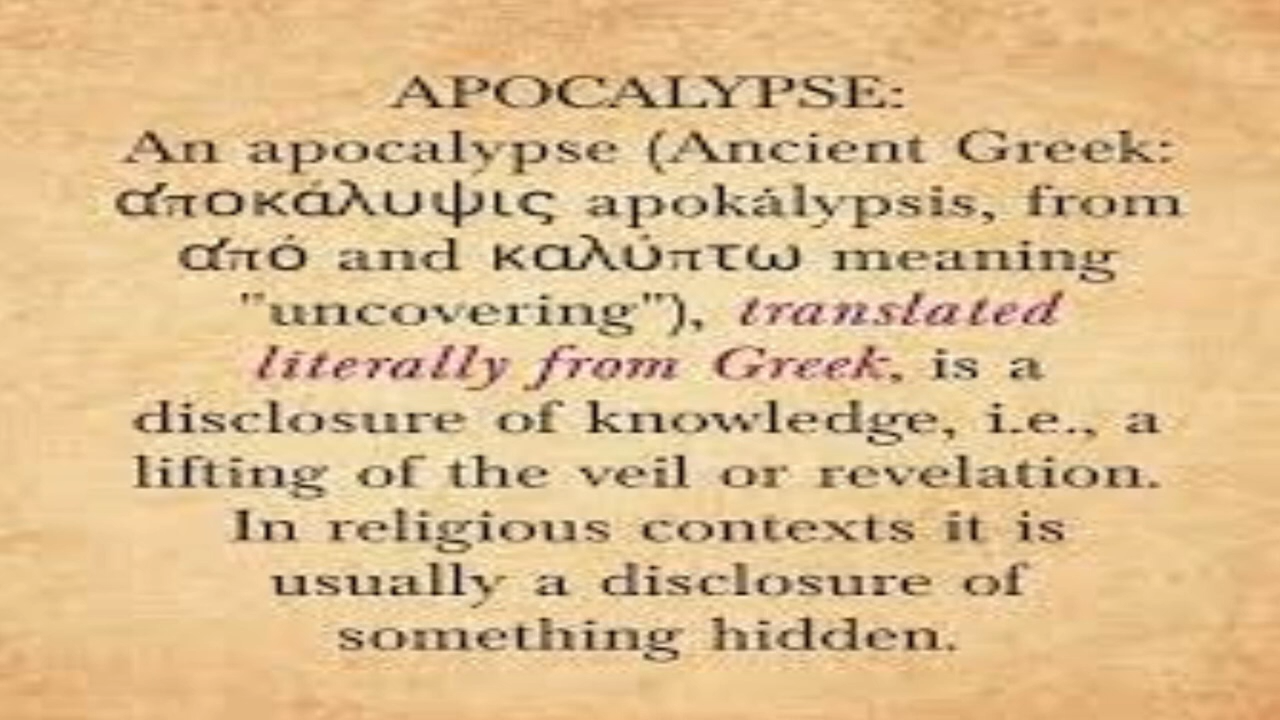 APOCALYPSE:
An apocalypse (Ancient Greek:
ἀποκάλυψις apokálypsis, from
ἀπό and καλύπτω meaning
"uncovering"), translated
literally from Greek, is a
disclosure of knowledge, i.e., a
lifting of the veil or revelation.
In religious contexts it is
usually a disclosure of
something hidden.